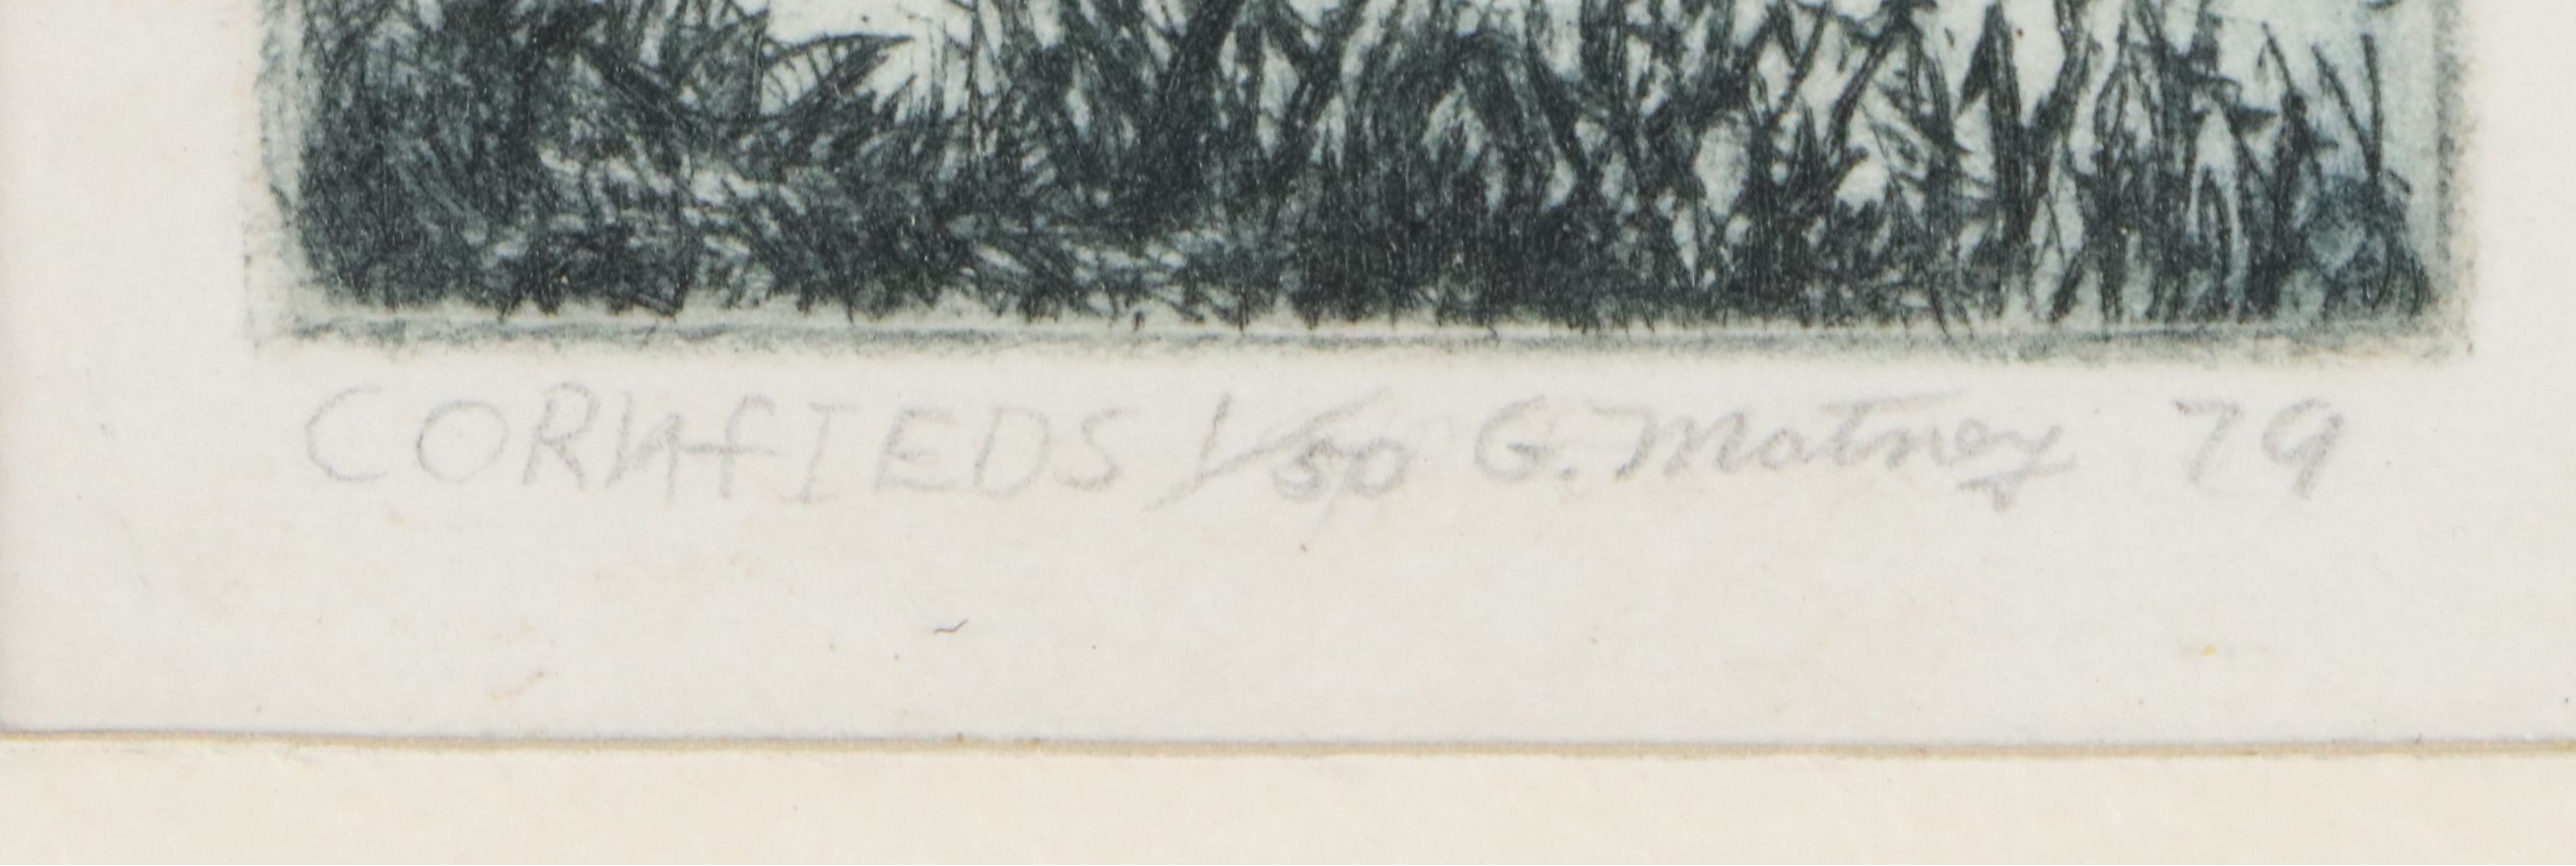 CORNfIEDS 1/50 G. Matney 79